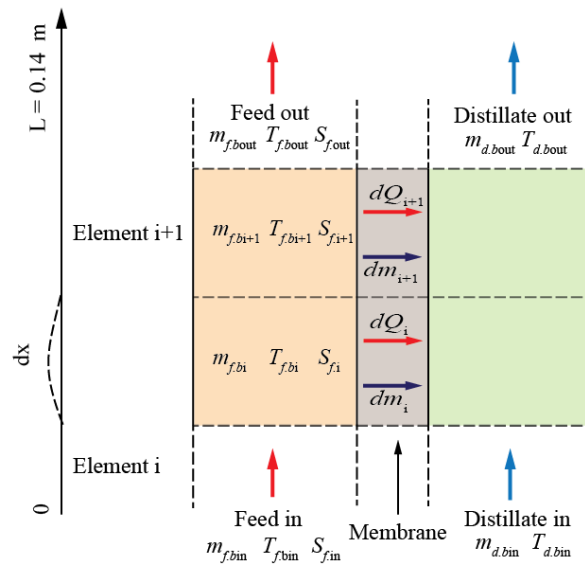 L = 0.14 m
Feed out
m_f.bout T_f.bout S_f.out
Distillate out
m_d.bout T_d.bout
Element i+1
m_f.bi+1 T_f.bi+1 S_f.i+1
dQ_i+1
dm_i+1
dx
m_f.bi T_f.bi S_f.i
dQ_i
dm_i
Element i
0
Feed in
m_f.bin T_f.bin S_f.in
Membrane
Distillate in
m_d.bin T_d.bin